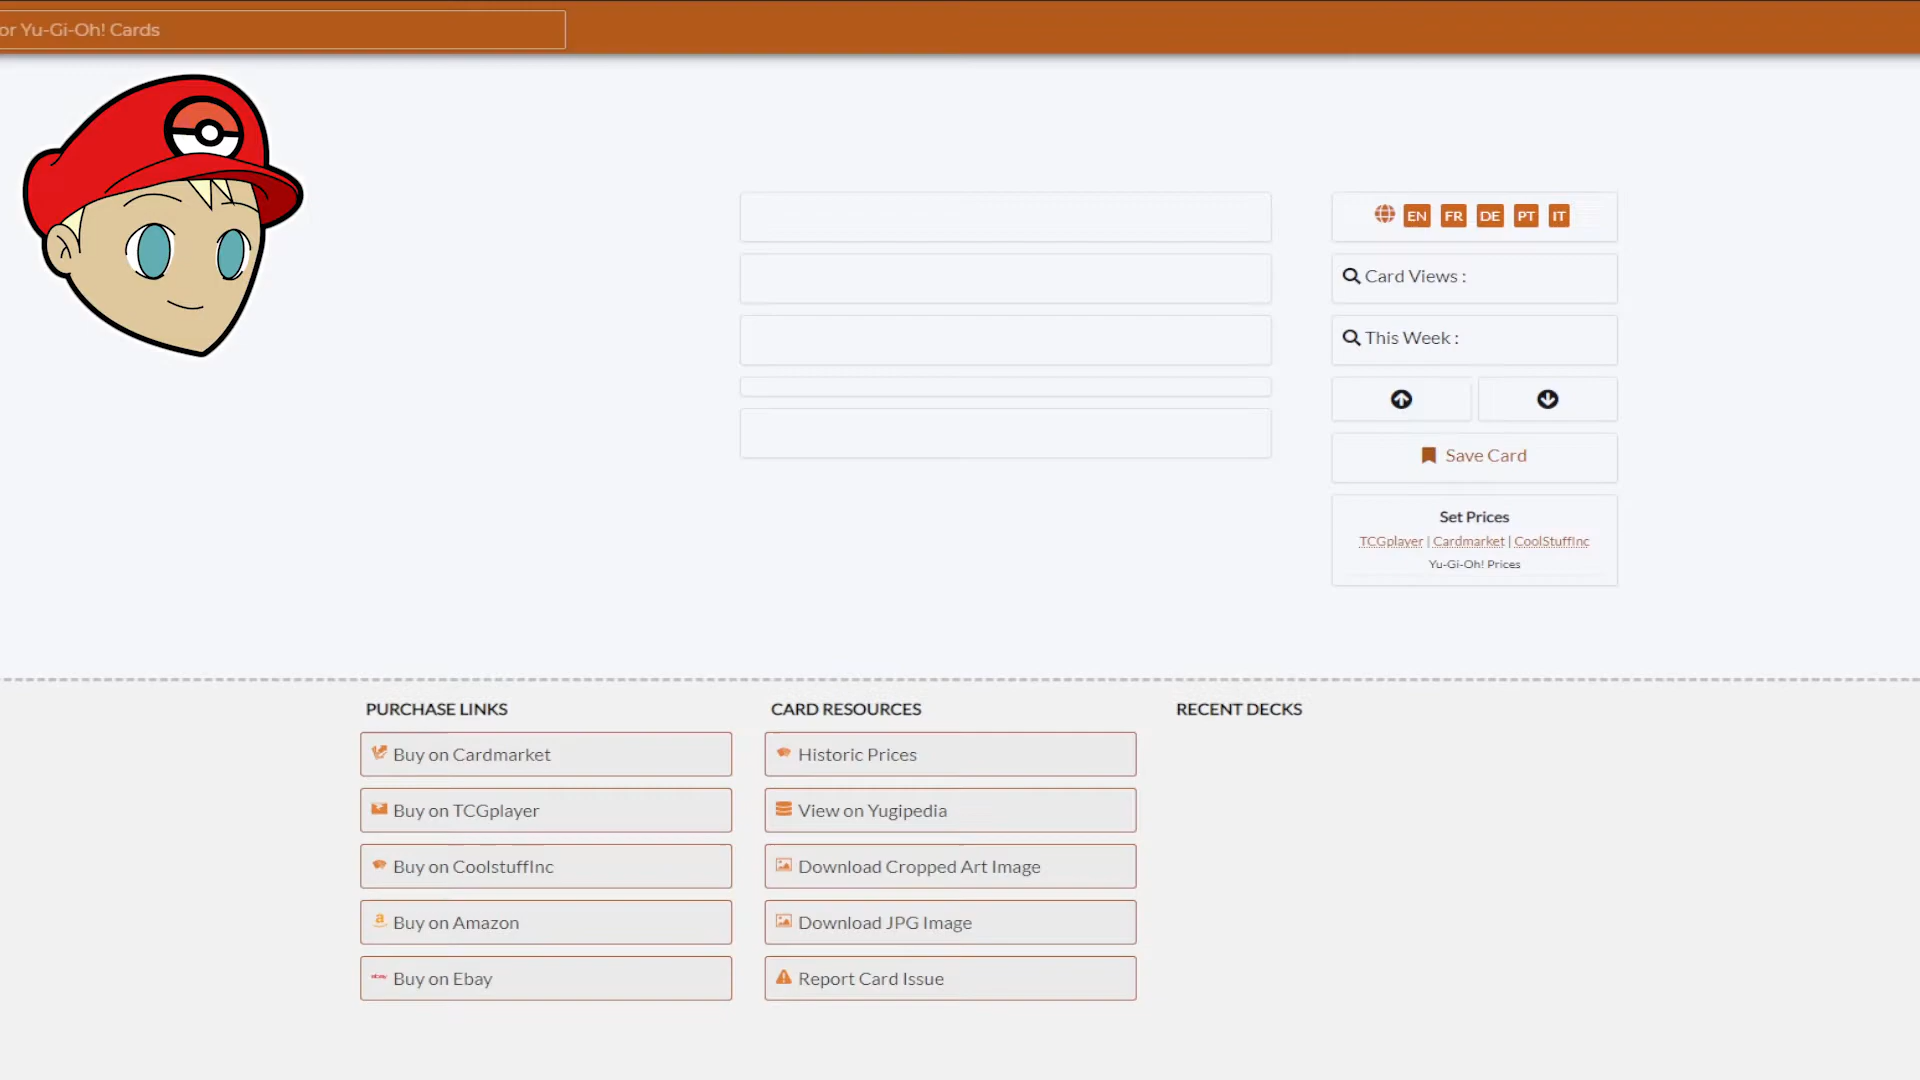 or Yu-Gi-Oh! Cards
EN FR DE PT IT
Card Views :
This Week :
Save Card
Set Prices
TCGplayer | Cardmarket | CoolStuffInc
Yu-Gi-Oh! Prices
PURCHASE LINKS
Buy on Cardmarket
Buy on TCGplayer
Buy on CoolstuffInc
Buy on Amazon
Buy on Ebay
CARD RESOURCES
Historic Prices
View on Yugipedia
Download Cropped Art Image
Download JPG Image
Report Card Issue
RECENT DECKS